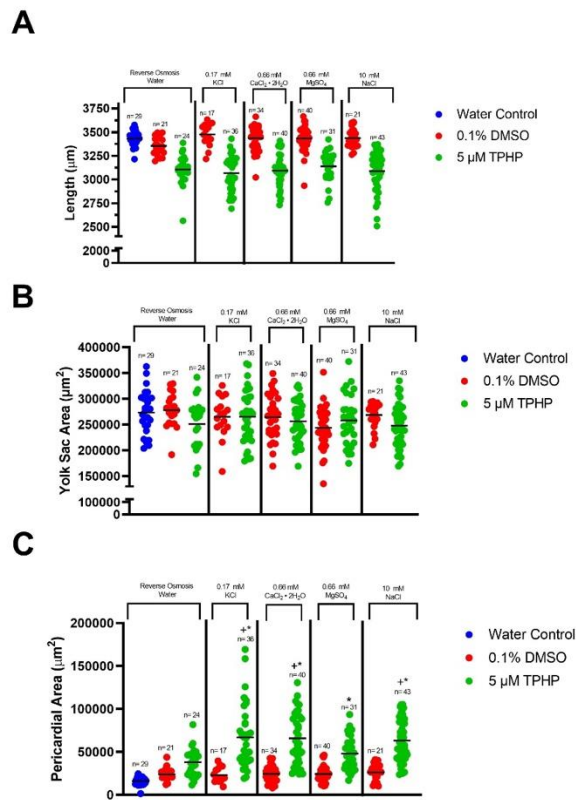 A
Reverse Osmosis
Water
0.17 mM
KCl
0.66 mM
CaCl₂ • 2H₂O
0.66 mM
MgSO₄
10 mM
NaCl
n= 29
n= 21
n= 24
n= 17
n= 36
n= 34
n= 40
n= 40
n= 31
n= 21
n= 43
Length (µm)
3750
3500
3250
3000
2750
2500
2250
2000
0
Water Control
0.1% DMSO
5 µM TPHP
B
Reverse Osmosis
Water
0.17 mM
KCl
0.66 mM
CaCl₂ • 2H₂O
0.66 mM
MgSO₄
10 mM
NaCl
n= 29
n= 21
n= 24
n= 17
n= 36
n= 34
n= 40
n= 40
n= 31
n= 21
n= 43
Yolk Sac Area (µm²)
400000
350000
300000
250000
200000
150000
100000
0
Water Control
0.1% DMSO
5 µM TPHP
C
Reverse Osmosis
Water
0.17 mM
KCl
0.66 mM
CaCl₂ • 2H₂O
0.66 mM
MgSO₄
10 mM
NaCl
n= 29
n= 21
n= 24
n= 17
+*
n= 36
n= 34
+*
n= 40
n= 40
*
n= 31
n= 21
+*
n= 43
Pericardial Area (µm²)
200000
150000
100000
50000
0
Water Control
0.1% DMSO
5 µM TPHP